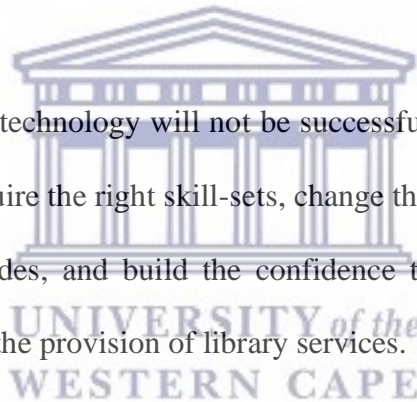 technology will not be successfu
uire the right skill-sets, change th
des, and build the confidence t
UNIVERSITY of the
the provision of library services.
WESTERN CAPE